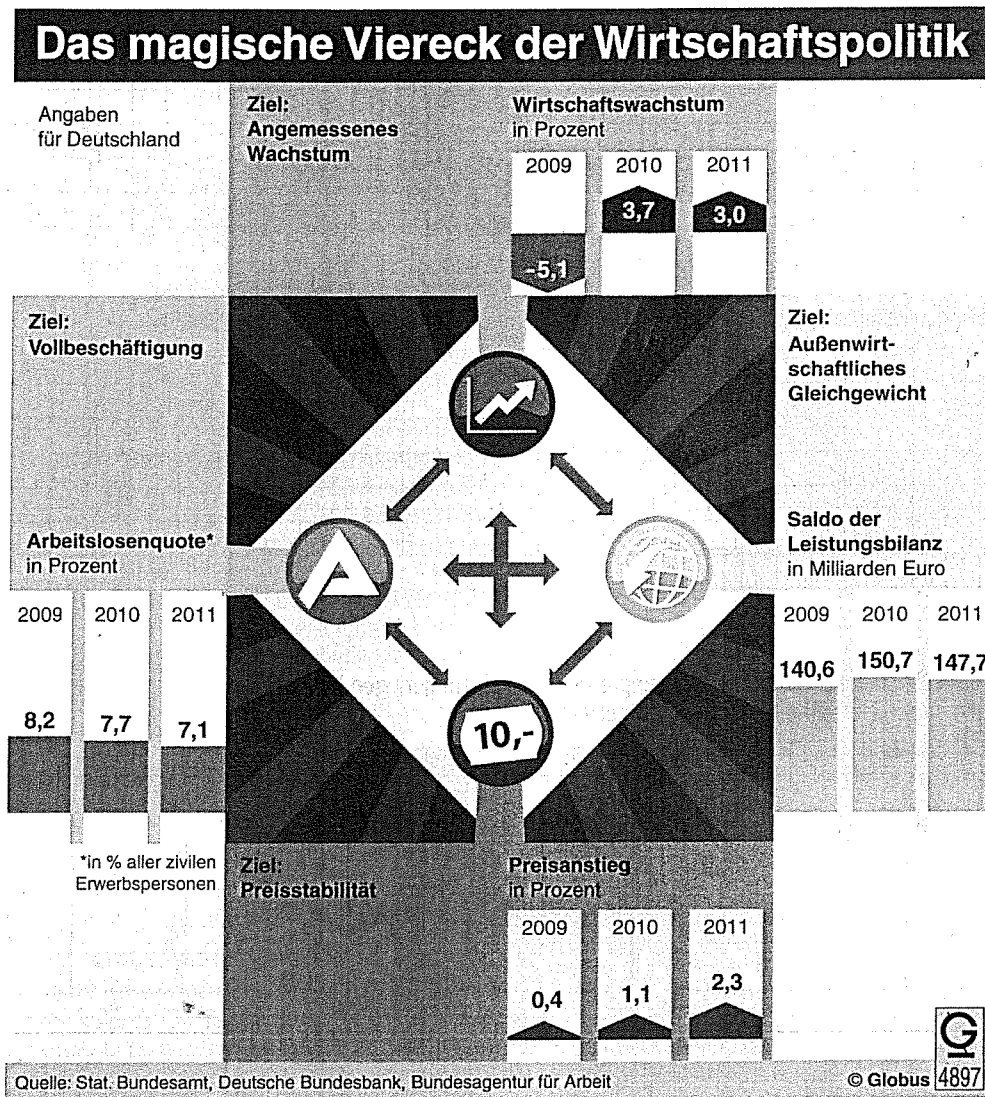 Das magische Viereck der Wirtschaftspolitik
Angaben
für Deutschland
Ziel:
Angemessenes
Wachstum
Wirtschaftswachstum
in Prozent
2009 2010 2011
-5,1 3,7 3,0
Ziel:
Vollbeschäftigung
Arbeitslosenquote*
in Prozent
2009 2010 2011
8,2 7,7 7,1
*in % aller zivilen
Erwerbspersonen
Ziel:
Außenwirt-
schaftliches
Gleichgewicht
Saldo der
Leistungsbilanz
in Milliarden Euro
2009 2010 2011
140,6 150,7 147,7
10,-
Ziel:
Preisstabilität
Preisanstieg
in Prozent
2009 2010 2011
0,4 1,1 2,3
Quelle: Stat. Bundesamt, Deutsche Bundesbank, Bundesagentur für Arbeit
© Globus
G
4897